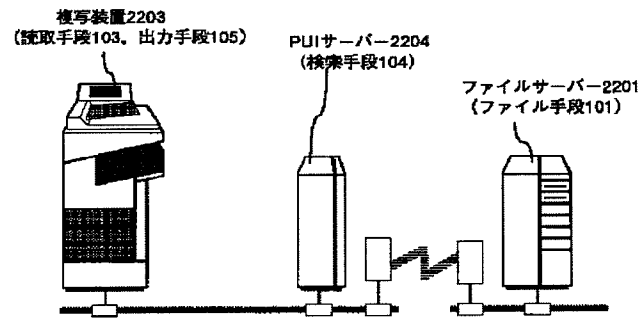 複写装置2203
(読取手段103，出力手段105)
PUIサーバー2204
(検索手段104)
ファイルサーバー2201
(ファイル手段101)